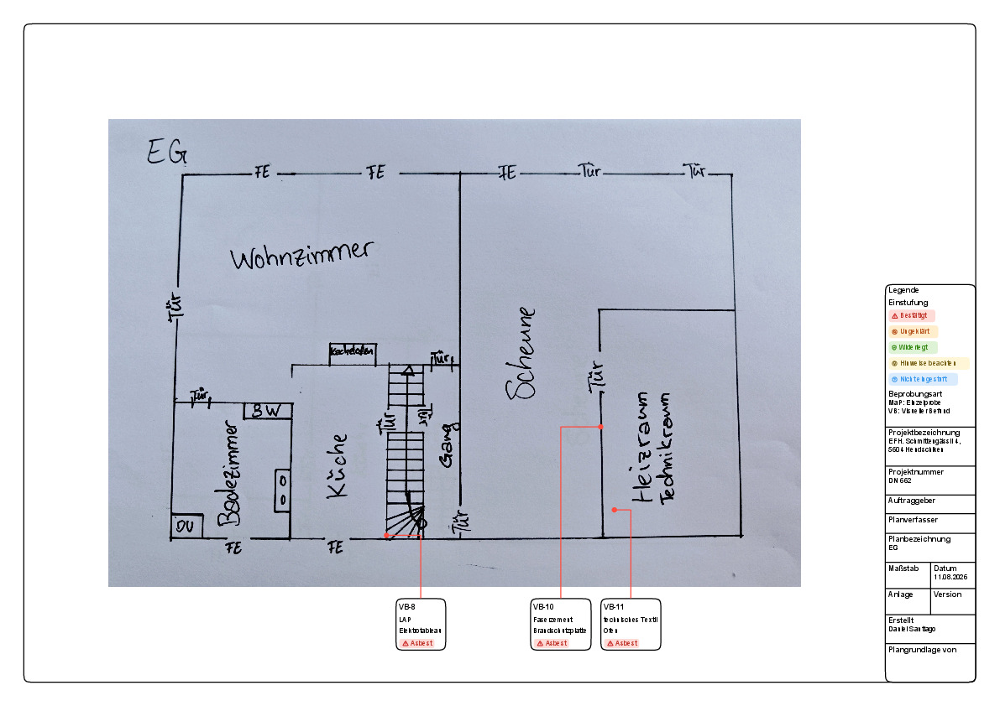 EG
FE
FE
FE
Tür
Tür
Wohnzimmer
Tür
Kachelofen
Tür
Scheune
Tür
Tür
BW
Tür
Tür
Gang
Badezimmer
Küche
Heizraum
Technikraum
DU
Tür
FE
FE
VB-8
LAP
Elektrotableau
Asbest
VB-10
Faserzement
Brandschutzplatte
Asbest
VB-11
technisches Textil
Ofen
Asbest
Legende
Einstufung
Bestätigt
Ungeklärt
Widerlegt
Hinweise beachten
Nicht eingestuft
Beprobungsart
MaP: Einzelprobe
VB: Visueller Befund
Projektbezeichnung
EFH. Schmittengässli 4,
5604 Hendschiken
Projektnummer
DN 662
Auftraggeber
Planverfasser
Planbezeichnung
EG
Maßstab
Datum
11.08.2026
Anlage
Version
Erstellt
Daniel Santiago
Plangrundlage von